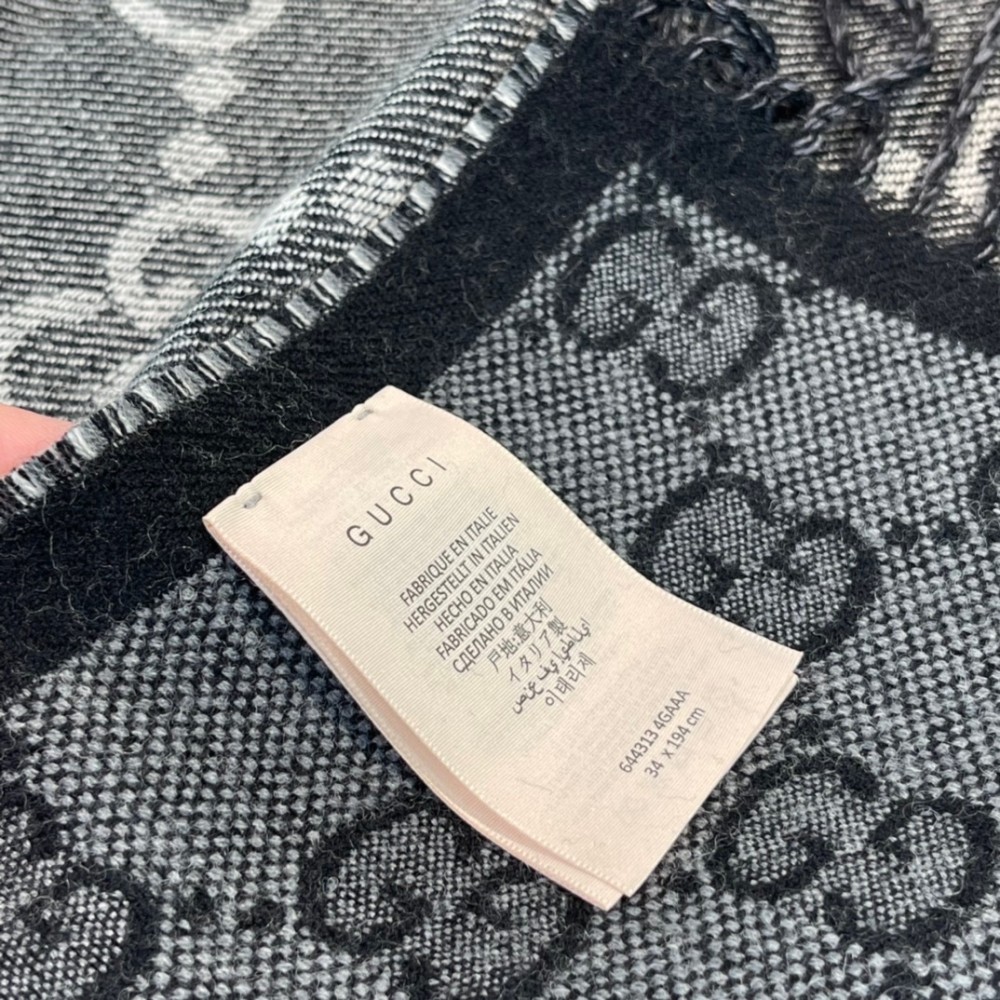 GUCCI
FABRIQUE EN ITALIE
HERGESTELLT IN ITALIEN
HECHO EN ITALIA
FABRICADO EM ITÁLIA
СДЕЛАНО В ИТАЛИИ
戸地:意大利
イタリア製
صنع في إيطاليا
이태리제
644313 4GAAA
34 x 194 cm